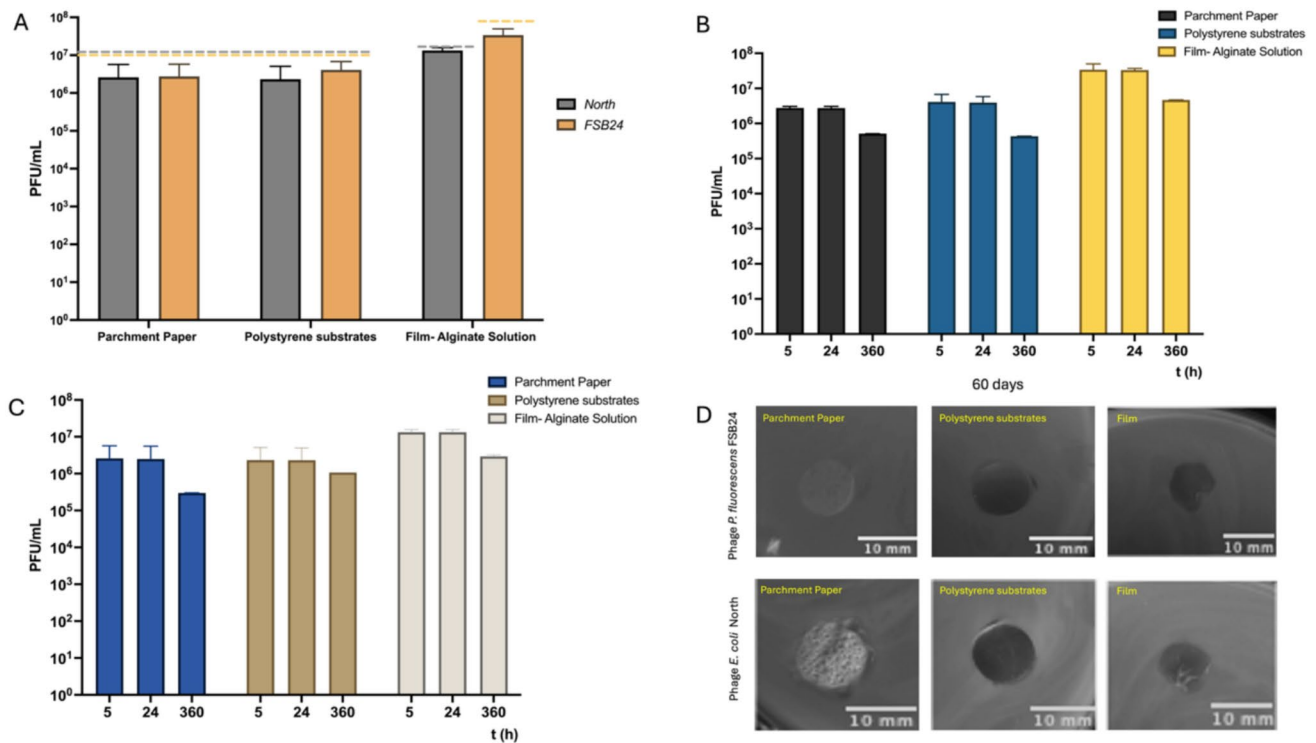 A
10⁸
10⁷
10⁶
10⁵
10⁴
10³
10²
10¹
10⁰
PFU/mL
Parchment Paper
Polystyrene substrates
Film- Alginate Solution
North
FSB24
B
Parchment Paper
Polystyrene substrates
Film- Alginate Solution
10⁸
10⁷
10⁶
10⁵
10⁴
10³
10²
10¹
10⁰
PFU/mL
5 24 360 5 24 360 5 24 360
t (h)
C
Parchment Paper
Polystyrene substrates
Film- Alginate Solution
10⁸
10⁷
10⁶
10⁵
10⁴
10³
10²
10¹
10⁰
PFU/mL
5 24 360 5 24 360 5 24 360
t (h)
60 days
D
Phage P. fluorescens FSB24
Parchment Paper
10 mm
Polystyrene substrates
10 mm
Film
10 mm
Phage E. coli North
Parchment Paper
10 mm
Polystyrene substrates
10 mm
Film
10 mm